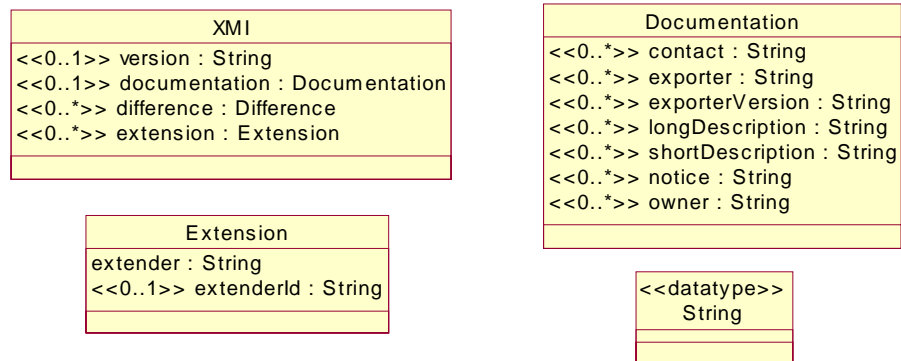 XMI
<<0..1>> version : String
<<0..1>> documentation : Documentation
<<0..*>> difference : Difference
<<0..*>> extension : Extension
Documentation
<<0..*>> contact : String
<<0..*>> exporter : String
<<0..*>> exporterVersion : String
<<0..*>> longDescription : String
<<0..*>> shortDescription : String
<<0..*>> notice : String
<<0..*>> owner : String
Extension
extender : String
<<0..1>> extenderId : String
<<datatype>>
String